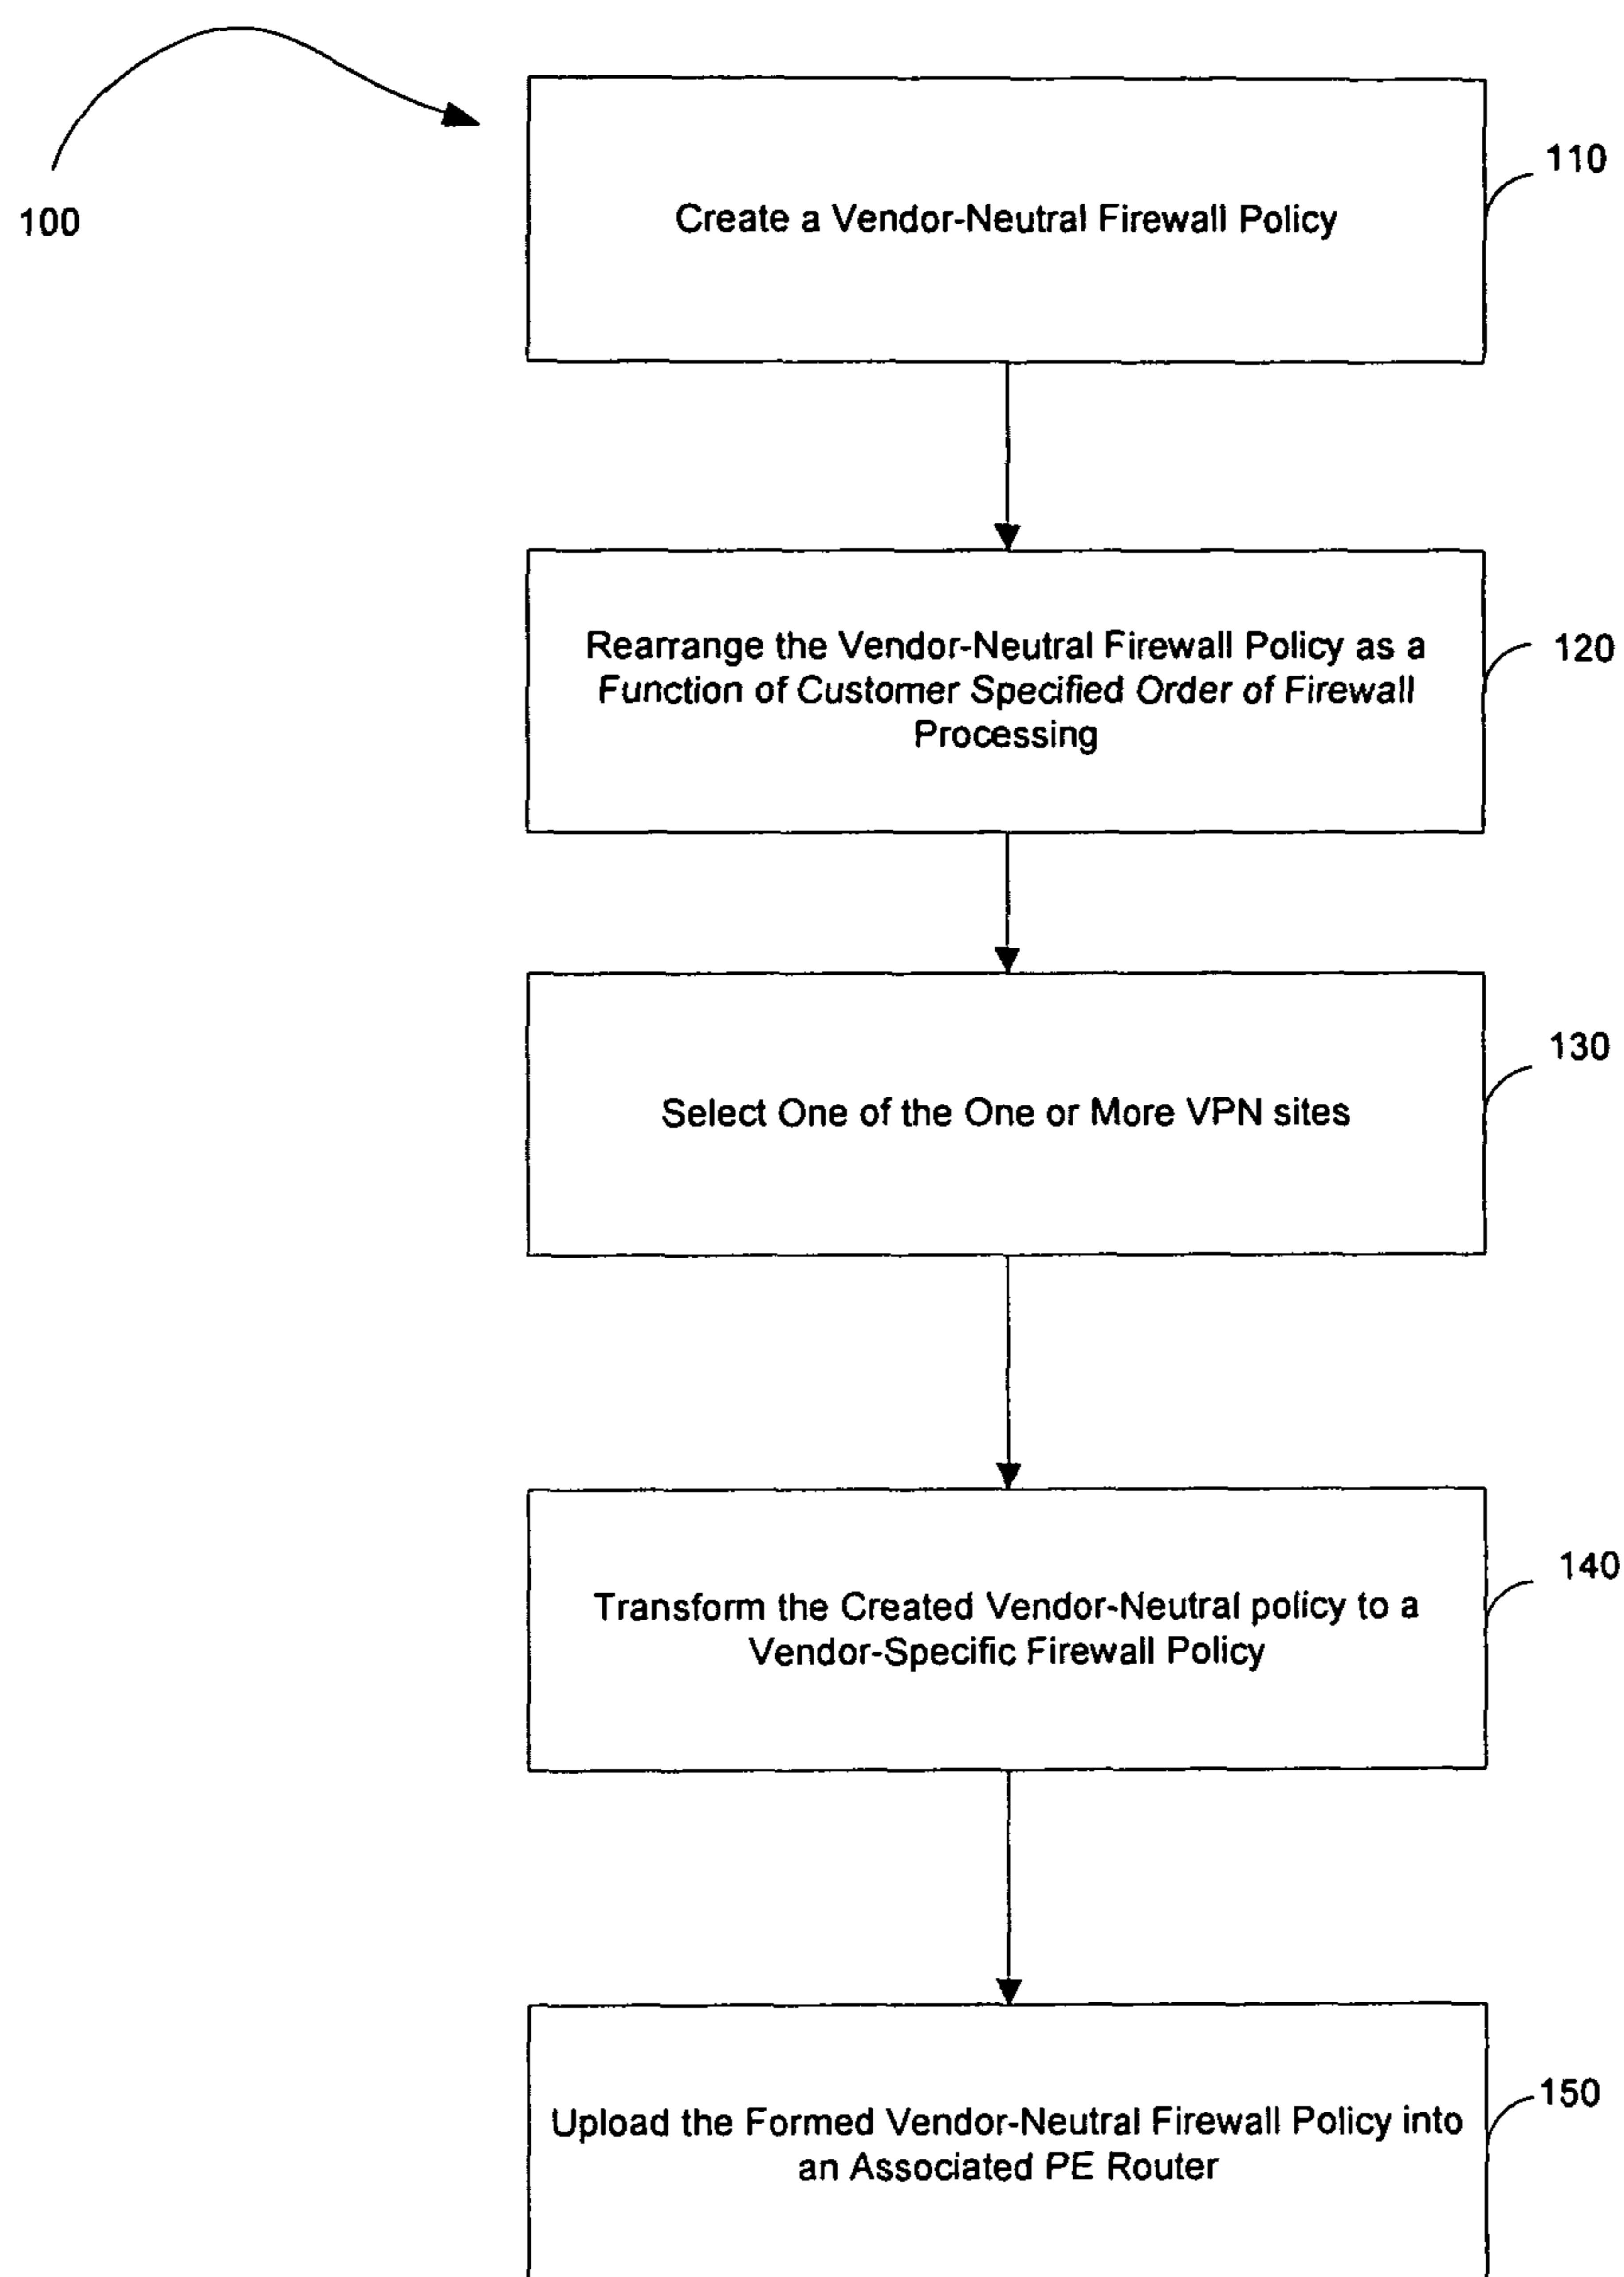 100
110
Create a Vendor-Neutral Firewall Policy
120
Rearrange the Vendor-Neutral Firewall Policy as a
Function of Customer Specified Order of Firewall
Processing
130
Select One of the One or More VPN sites
140
Transform the Created Vendor-Neutral policy to a
Vendor-Specific Firewall Policy
150
Upload the Formed Vendor-Neutral Firewall Policy into
an Associated PE Router